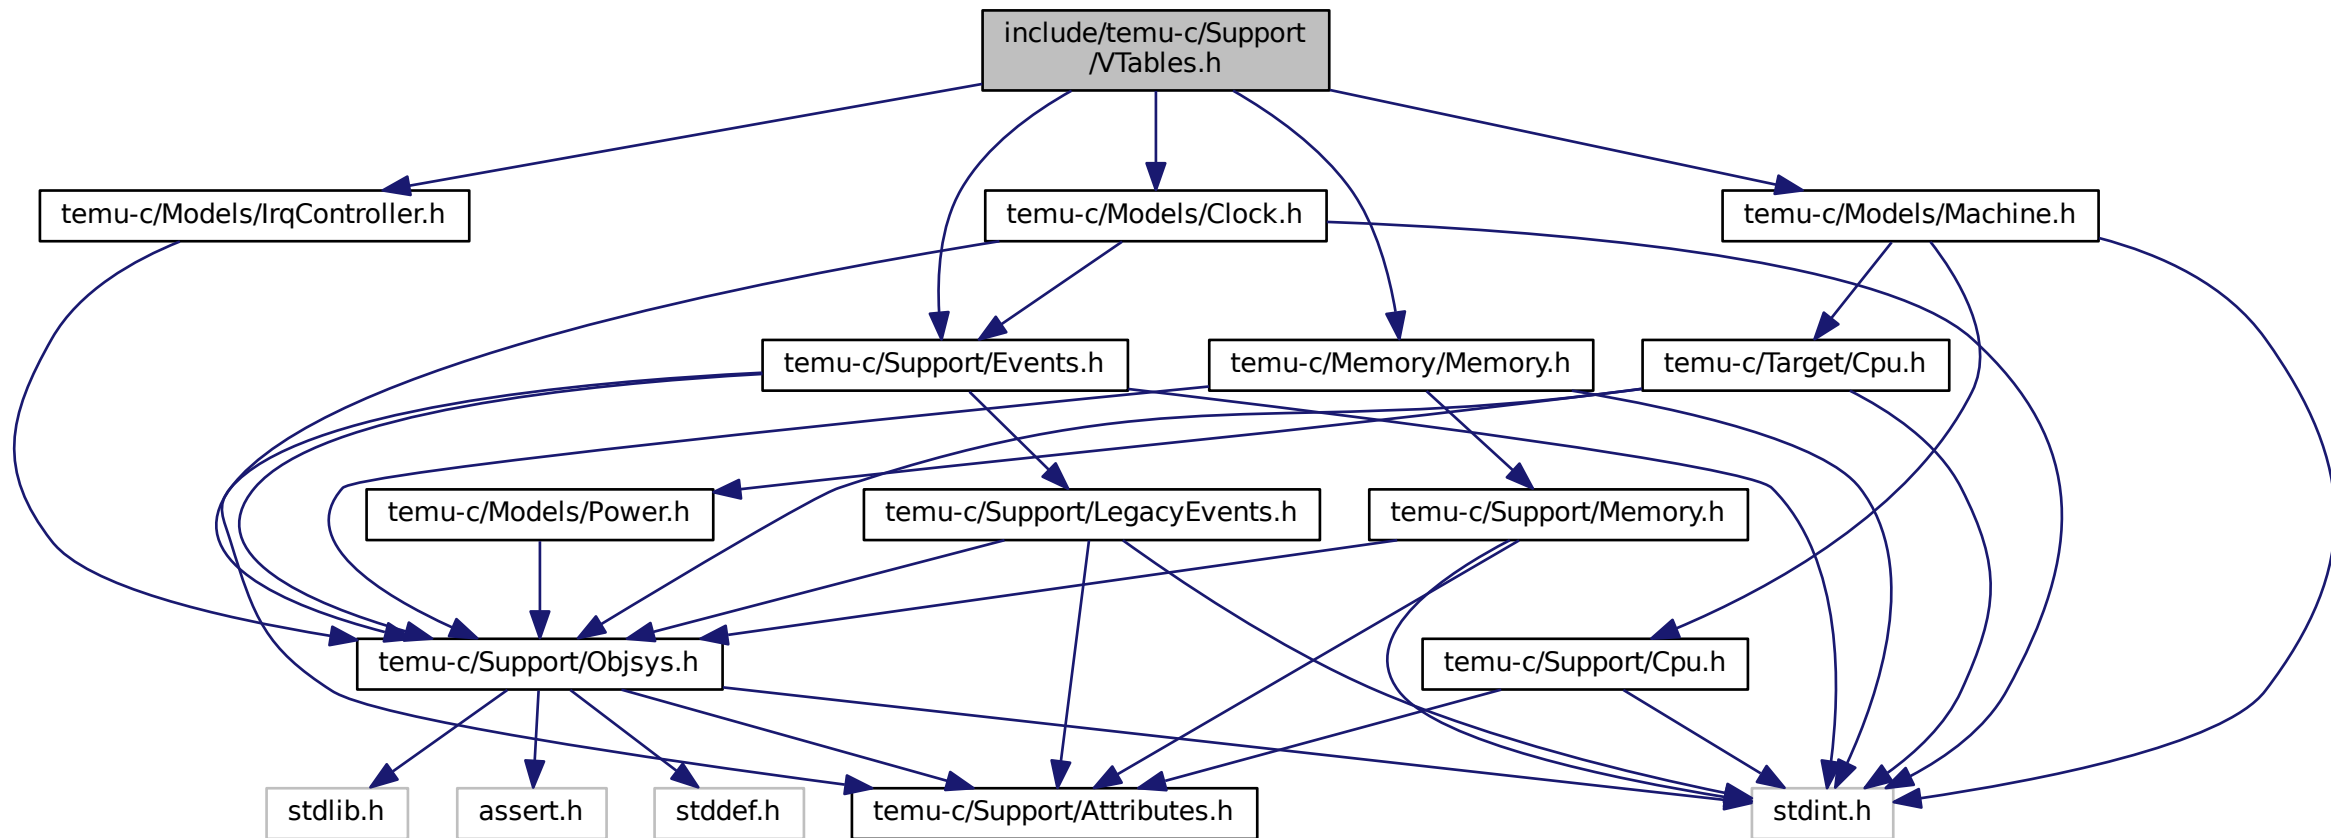 include/temu-c/Support
/VTables.h
temu-c/Models/IrqController.h
temu-c/Models/Clock.h
temu-c/Models/Machine.h
temu-c/Support/Events.h
temu-c/Memory/Memory.h
temu-c/Target/Cpu.h
temu-c/Models/Power.h
temu-c/Support/LegacyEvents.h
temu-c/Support/Memory.h
temu-c/Support/Objsys.h
temu-c/Support/Cpu.h
stdlib.h
assert.h
stddef.h
temu-c/Support/Attributes.h
stdint.h